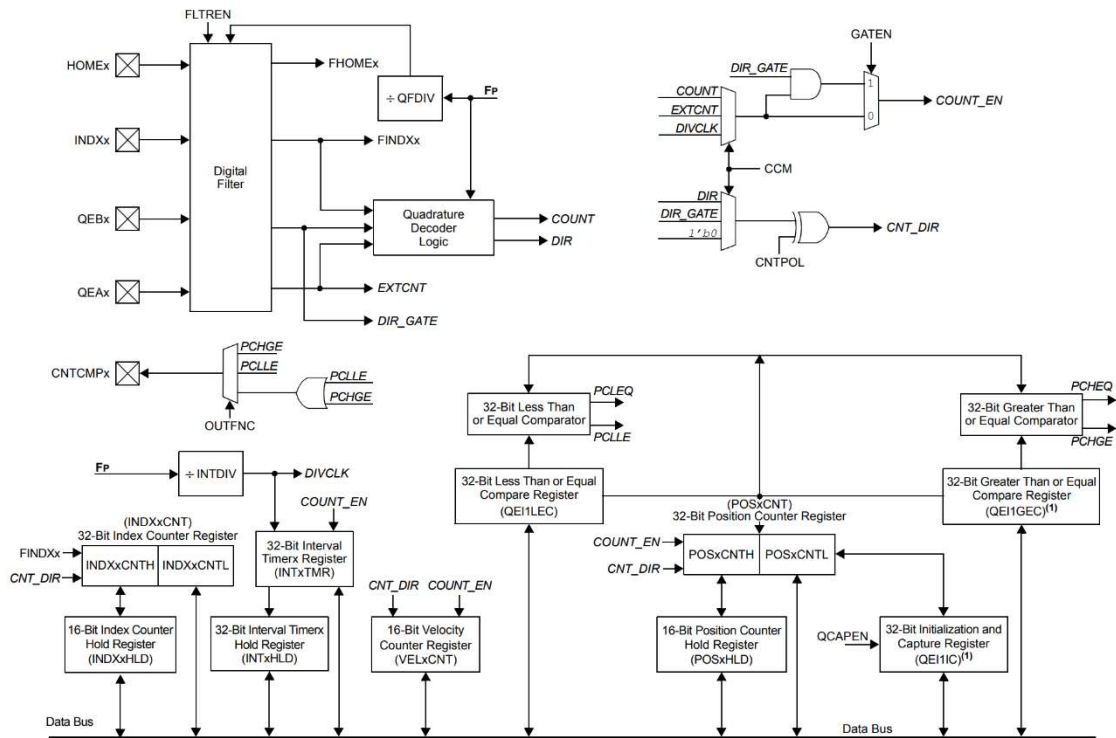 FLTREN
HOMEx
FHOMEx
÷ QFDIV
FP
INDXx
FINDXx
Digital
Filter
QEBx
Quadrature
Decoder
Logic
COUNT
DIR
QEAx
EXTCNT
DIR_GATE
GATEN
DIR_GATE
COUNT
EXTCNT
DIVCLK
1
0
COUNT_EN
CCM
DIR
DIR_GATE
1'b0
CNTPOL
CNT_DIR
CNTCMPx
PCHGE
PCLLE
PCLLE
PCHGE
OUTFNC
FP
÷ INTDIV
DIVCLK
COUNT_EN
32-Bit Less Than
or Equal Comparator
PCLEQ
PCLLE
32-Bit Greater Than
or Equal Comparator
PCHEQ
PCHGE
32-Bit Less Than or Equal
Compare Register
(QEI1LEC)
32-Bit Greater Than or Equal
Compare Register
(QEI1GEC)(1)
(INDXxCNT)
32-Bit Index Counter Register
FINDXx
CNT_DIR
INDXxCNTH
INDXxCNTL
32-Bit Interval
Timerx Register
(INTxTMR)
(POSxCNT)
32-Bit Position Counter Register
COUNT_EN
CNT_DIR
POSxCNTH
POSxCNTL
CNT_DIR
COUNT_EN
16-Bit Index Counter
Hold Register
(INDXxHLD)
32-Bit Interval Timerx
Hold Register
(INTxHLD)
16-Bit Velocity
Counter Register
(VELxCNT)
16-Bit Position Counter
Hold Register
(POSxHLD)
QCAPEN
32-Bit Initialization and
Capture Register
(QEI1IC)(1)
Data Bus
Data Bus